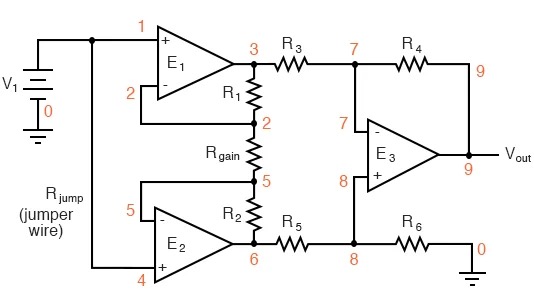 1
+
E1
-
2
3
R3
7
R4
9
R1
2
V1
0
7
-
E3
+
8
Vout
9
Rgain
5
Rjump
(jumper
wire)
5
-
E2
+
4
R2
6
R5
8
R6
0